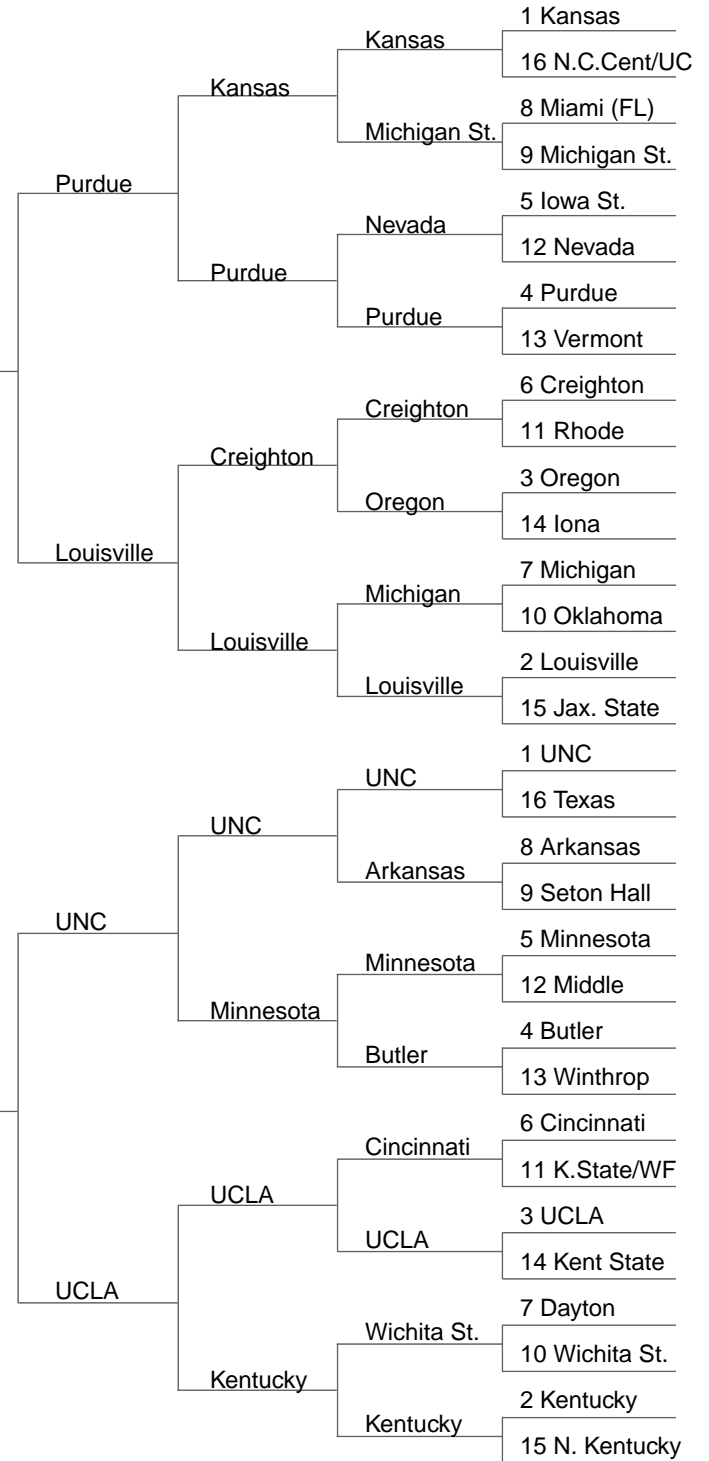 1 Kansas
Kansas
16 N.C.Cent/UC
Kansas
8 Miami (FL)
Michigan St.
9 Michigan St.
Purdue
5 Iowa St.
Nevada
12 Nevada
Purdue
4 Purdue
Purdue
13 Vermont
6 Creighton
Creighton
11 Rhode
Creighton
3 Oregon
Oregon
14 Iona
Louisville
7 Michigan
Michigan
10 Oklahoma
Louisville
2 Louisville
Louisville
15 Jax. State
1 UNC
UNC
16 Texas
UNC
8 Arkansas
Arkansas
9 Seton Hall
UNC
5 Minnesota
Minnesota
12 Middle
Minnesota
4 Butler
Butler
13 Winthrop
6 Cincinnati
Cincinnati
11 K.State/WF
UCLA
3 UCLA
UCLA
14 Kent State
UCLA
7 Dayton
Wichita St.
10 Wichita St.
Kentucky
2 Kentucky
Kentucky
15 N. Kentucky